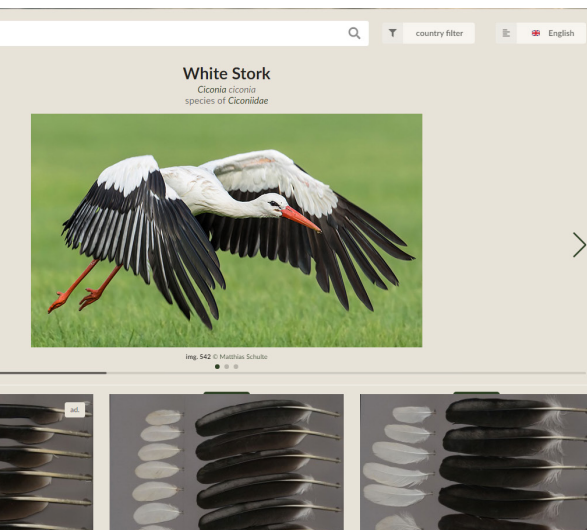 country filter
English
White Stork
Ciconia ciconia
species of Ciconiidae
img. 542 © Matthias Schulte
ad.